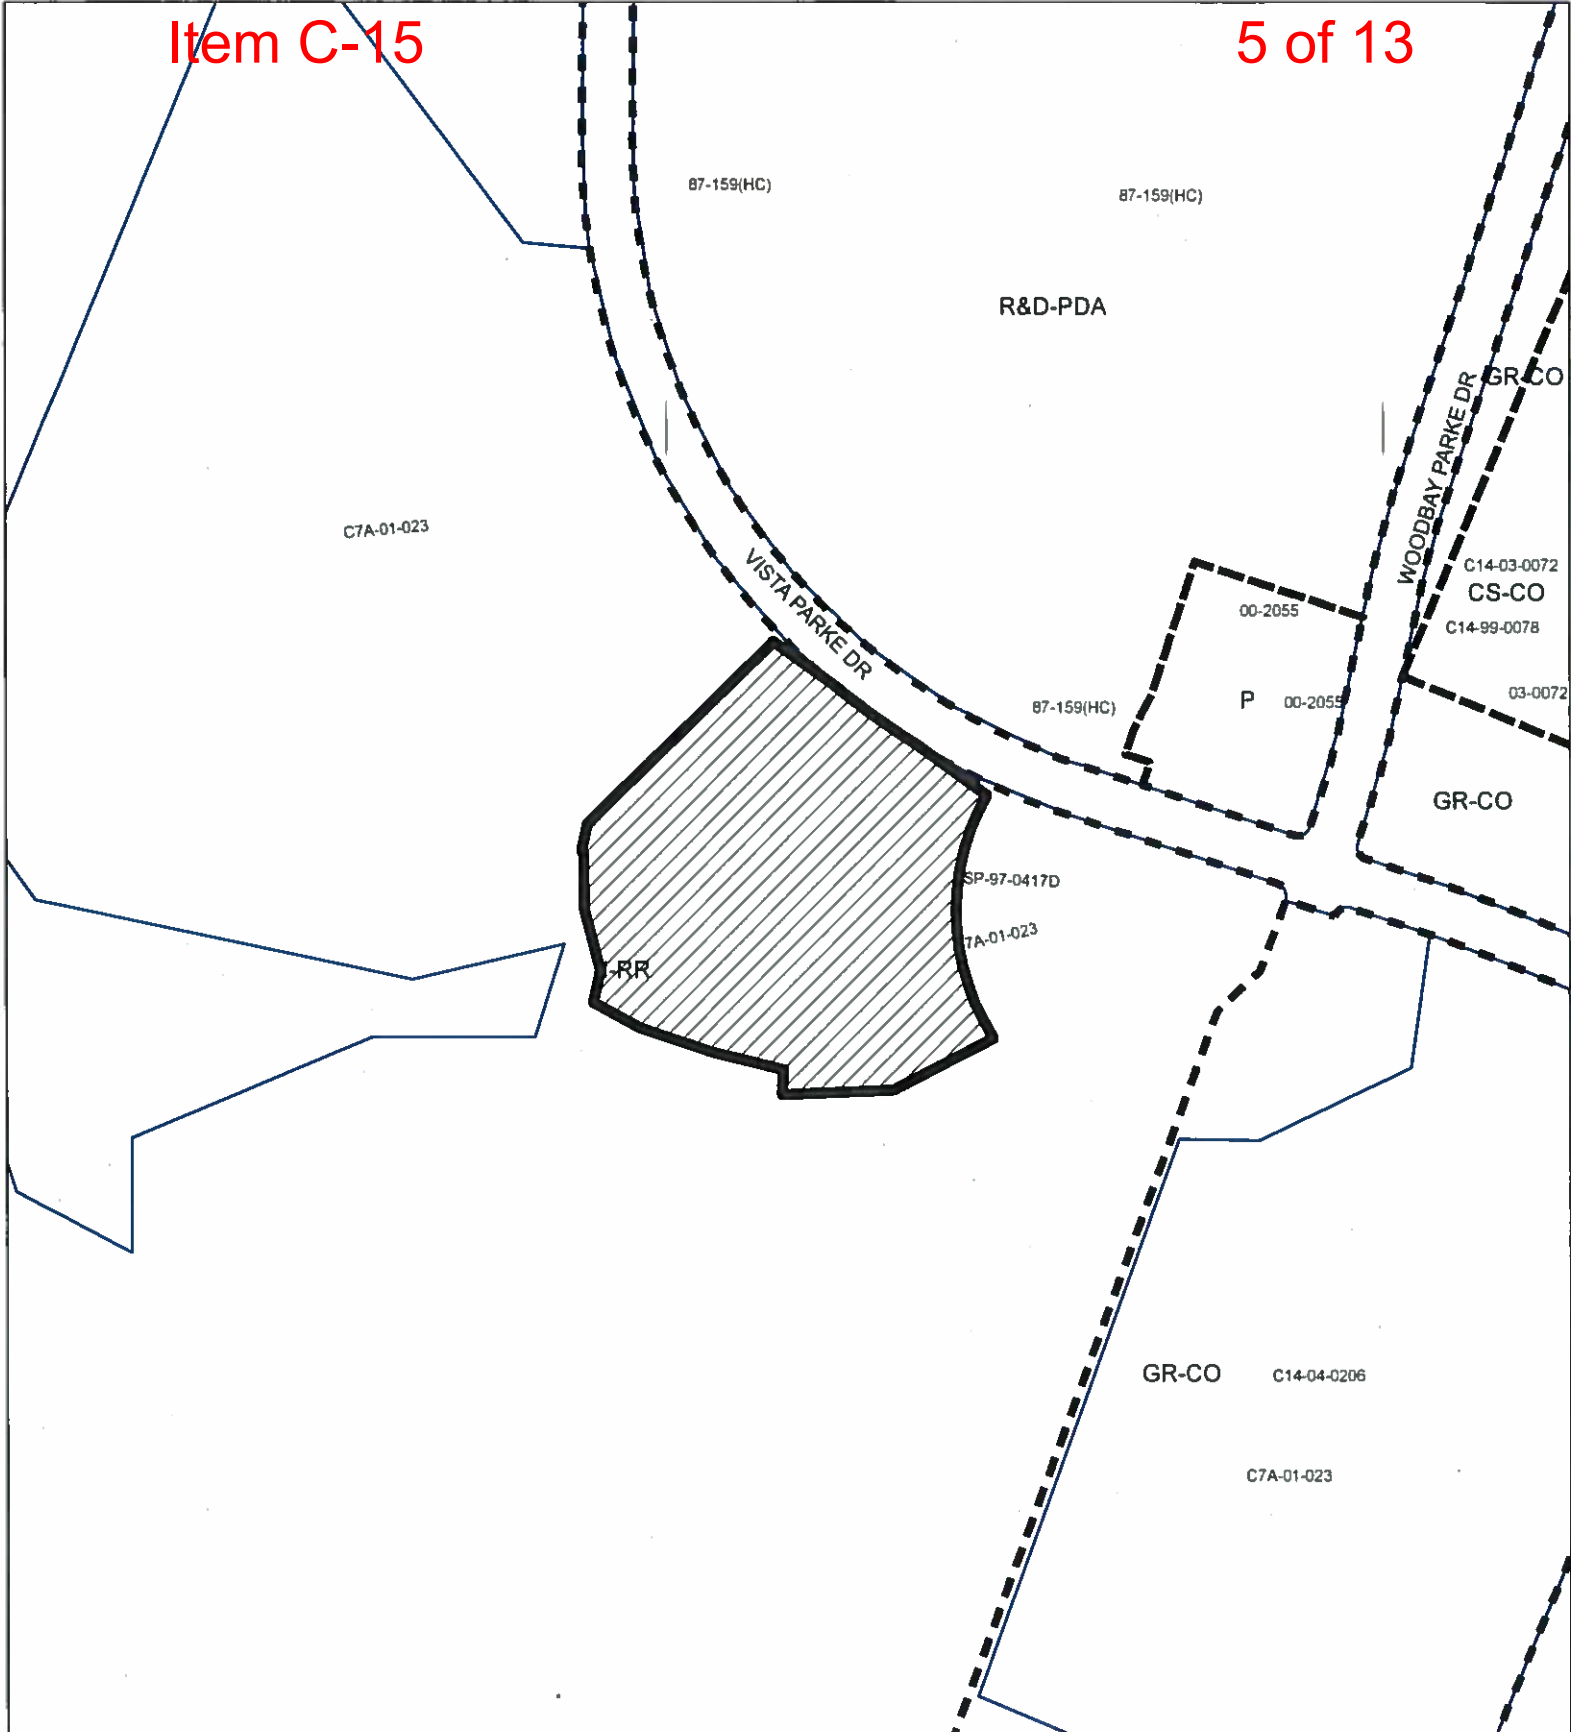 Item C-15
5 of 13
87-159(HC)
87-159(HC)
R&D-PDA
GR-CO
WOODBAY PARKE DR
C7A-01-023
VISTA PARKE DR
C14-03-0072
CS-CO
00-2055
C14-99-0078
03-0072
P
00-2055
87-159(HC)
GR-CO
SP-97-0417D
7A-01-023
I-RR
GR-CO
C14-04-0206
C7A-01-023